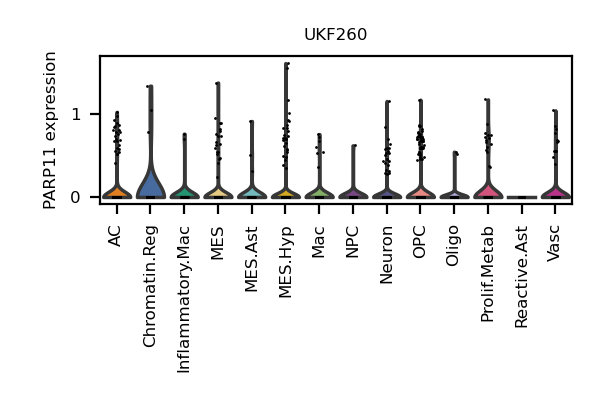 UKF260
PARP11 expression
1
0
AC
Chromatin.Reg
Inflammatory.Mac
MES
MES.Ast
MES.Hyp
Mac
NPC
Neuron
OPC
Oligo
Prolif.Metab
Reactive.Ast
Vasc